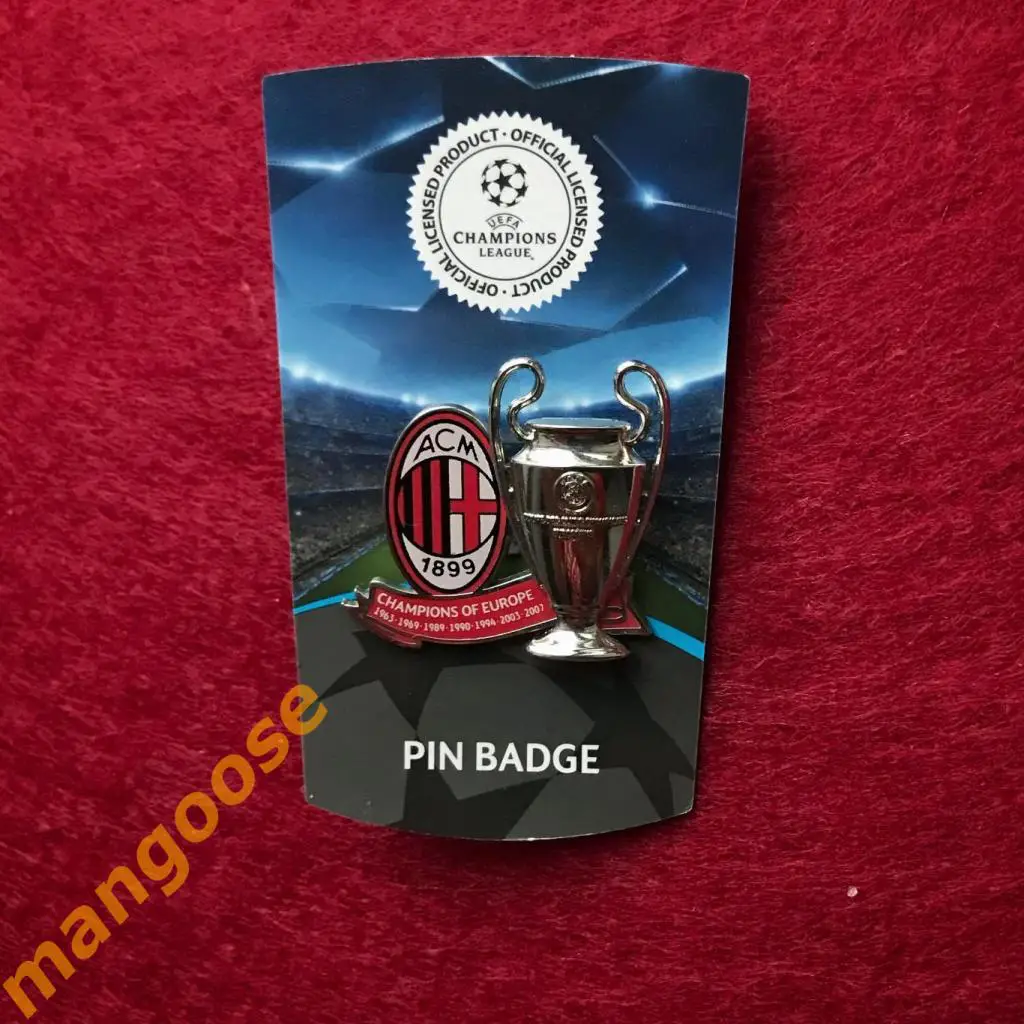 OFFICIAL LICENSED PRODUCT · OFFICIAL LICENSED PRODUCT ·
UEFA
CHAMPIONS
LEAGUE
ACM
1899
CHAMPIONS OF EUROPE
1963·1969·1989·1990·1994·2003·2007
PIN BADGE
mangoose